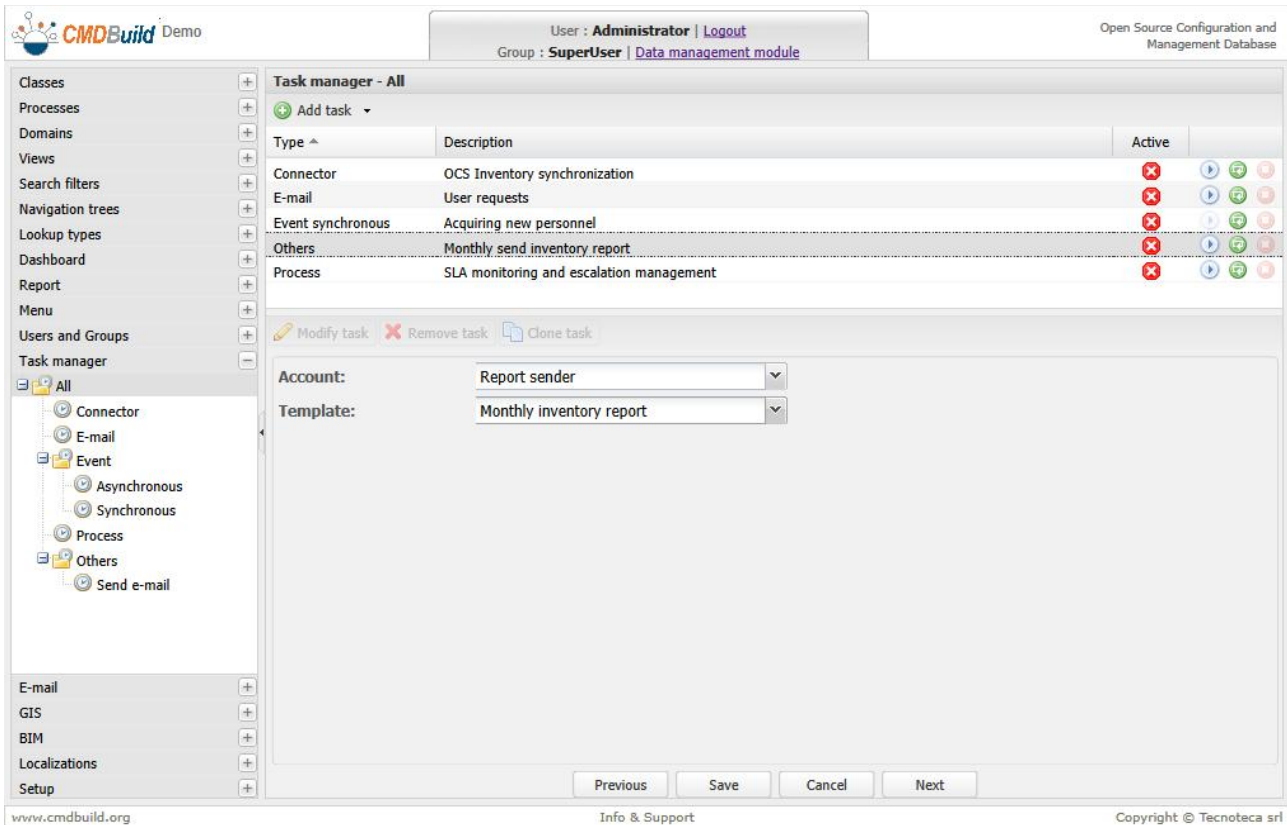 CMDBuild Demo
User : Administrator | Logout
Group : SuperUser | Data management module
Open Source Configuration and
Management Database
Classes
Processes
Domains
Views
Search filters
Navigation trees
Lookup types
Dashboard
Report
Menu
Users and Groups
Task manager
All
Connector
E-mail
Event
Asynchronous
Synchronous
Process
Others
Send e-mail
E-mail
GIS
BIM
Localizations
Setup
Task manager - All
Add task
Type Description Active
Connector OCS Inventory synchronization
E-mail User requests
Event synchronous Acquiring new personnel
Others Monthly send inventory report
Process SLA monitoring and escalation management
Modify task Remove task Clone task
Account: Report sender
Template: Monthly inventory report
Previous Save Cancel Next
www.cmdbuild.org Info & Support Copyright © Tecnoteca srl